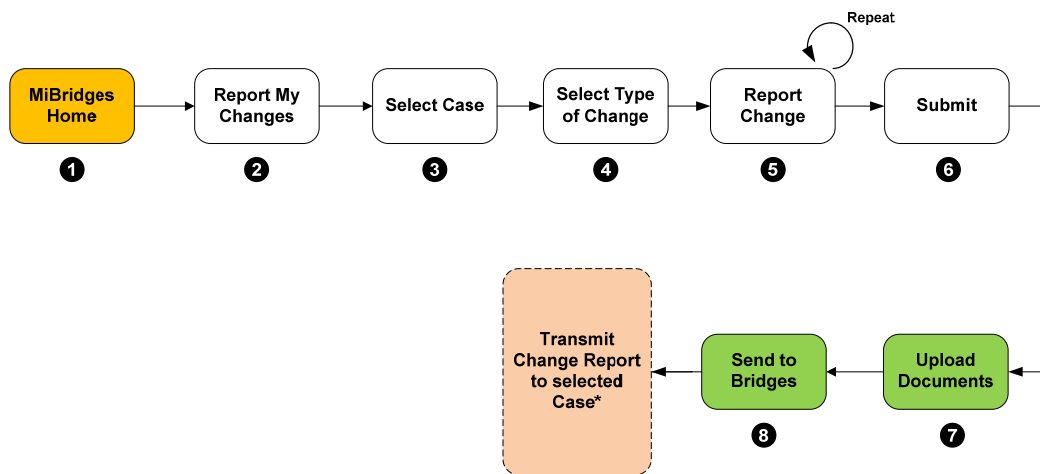 Repeat
MiBridges
Home
Report My
Changes
Select Case
Select Type
of Change
Report
Change
Submit
1
2
3
4
5
6
Transmit
Change Report
to selected
Case*
Send to
Bridges
Upload
Documents
8
7